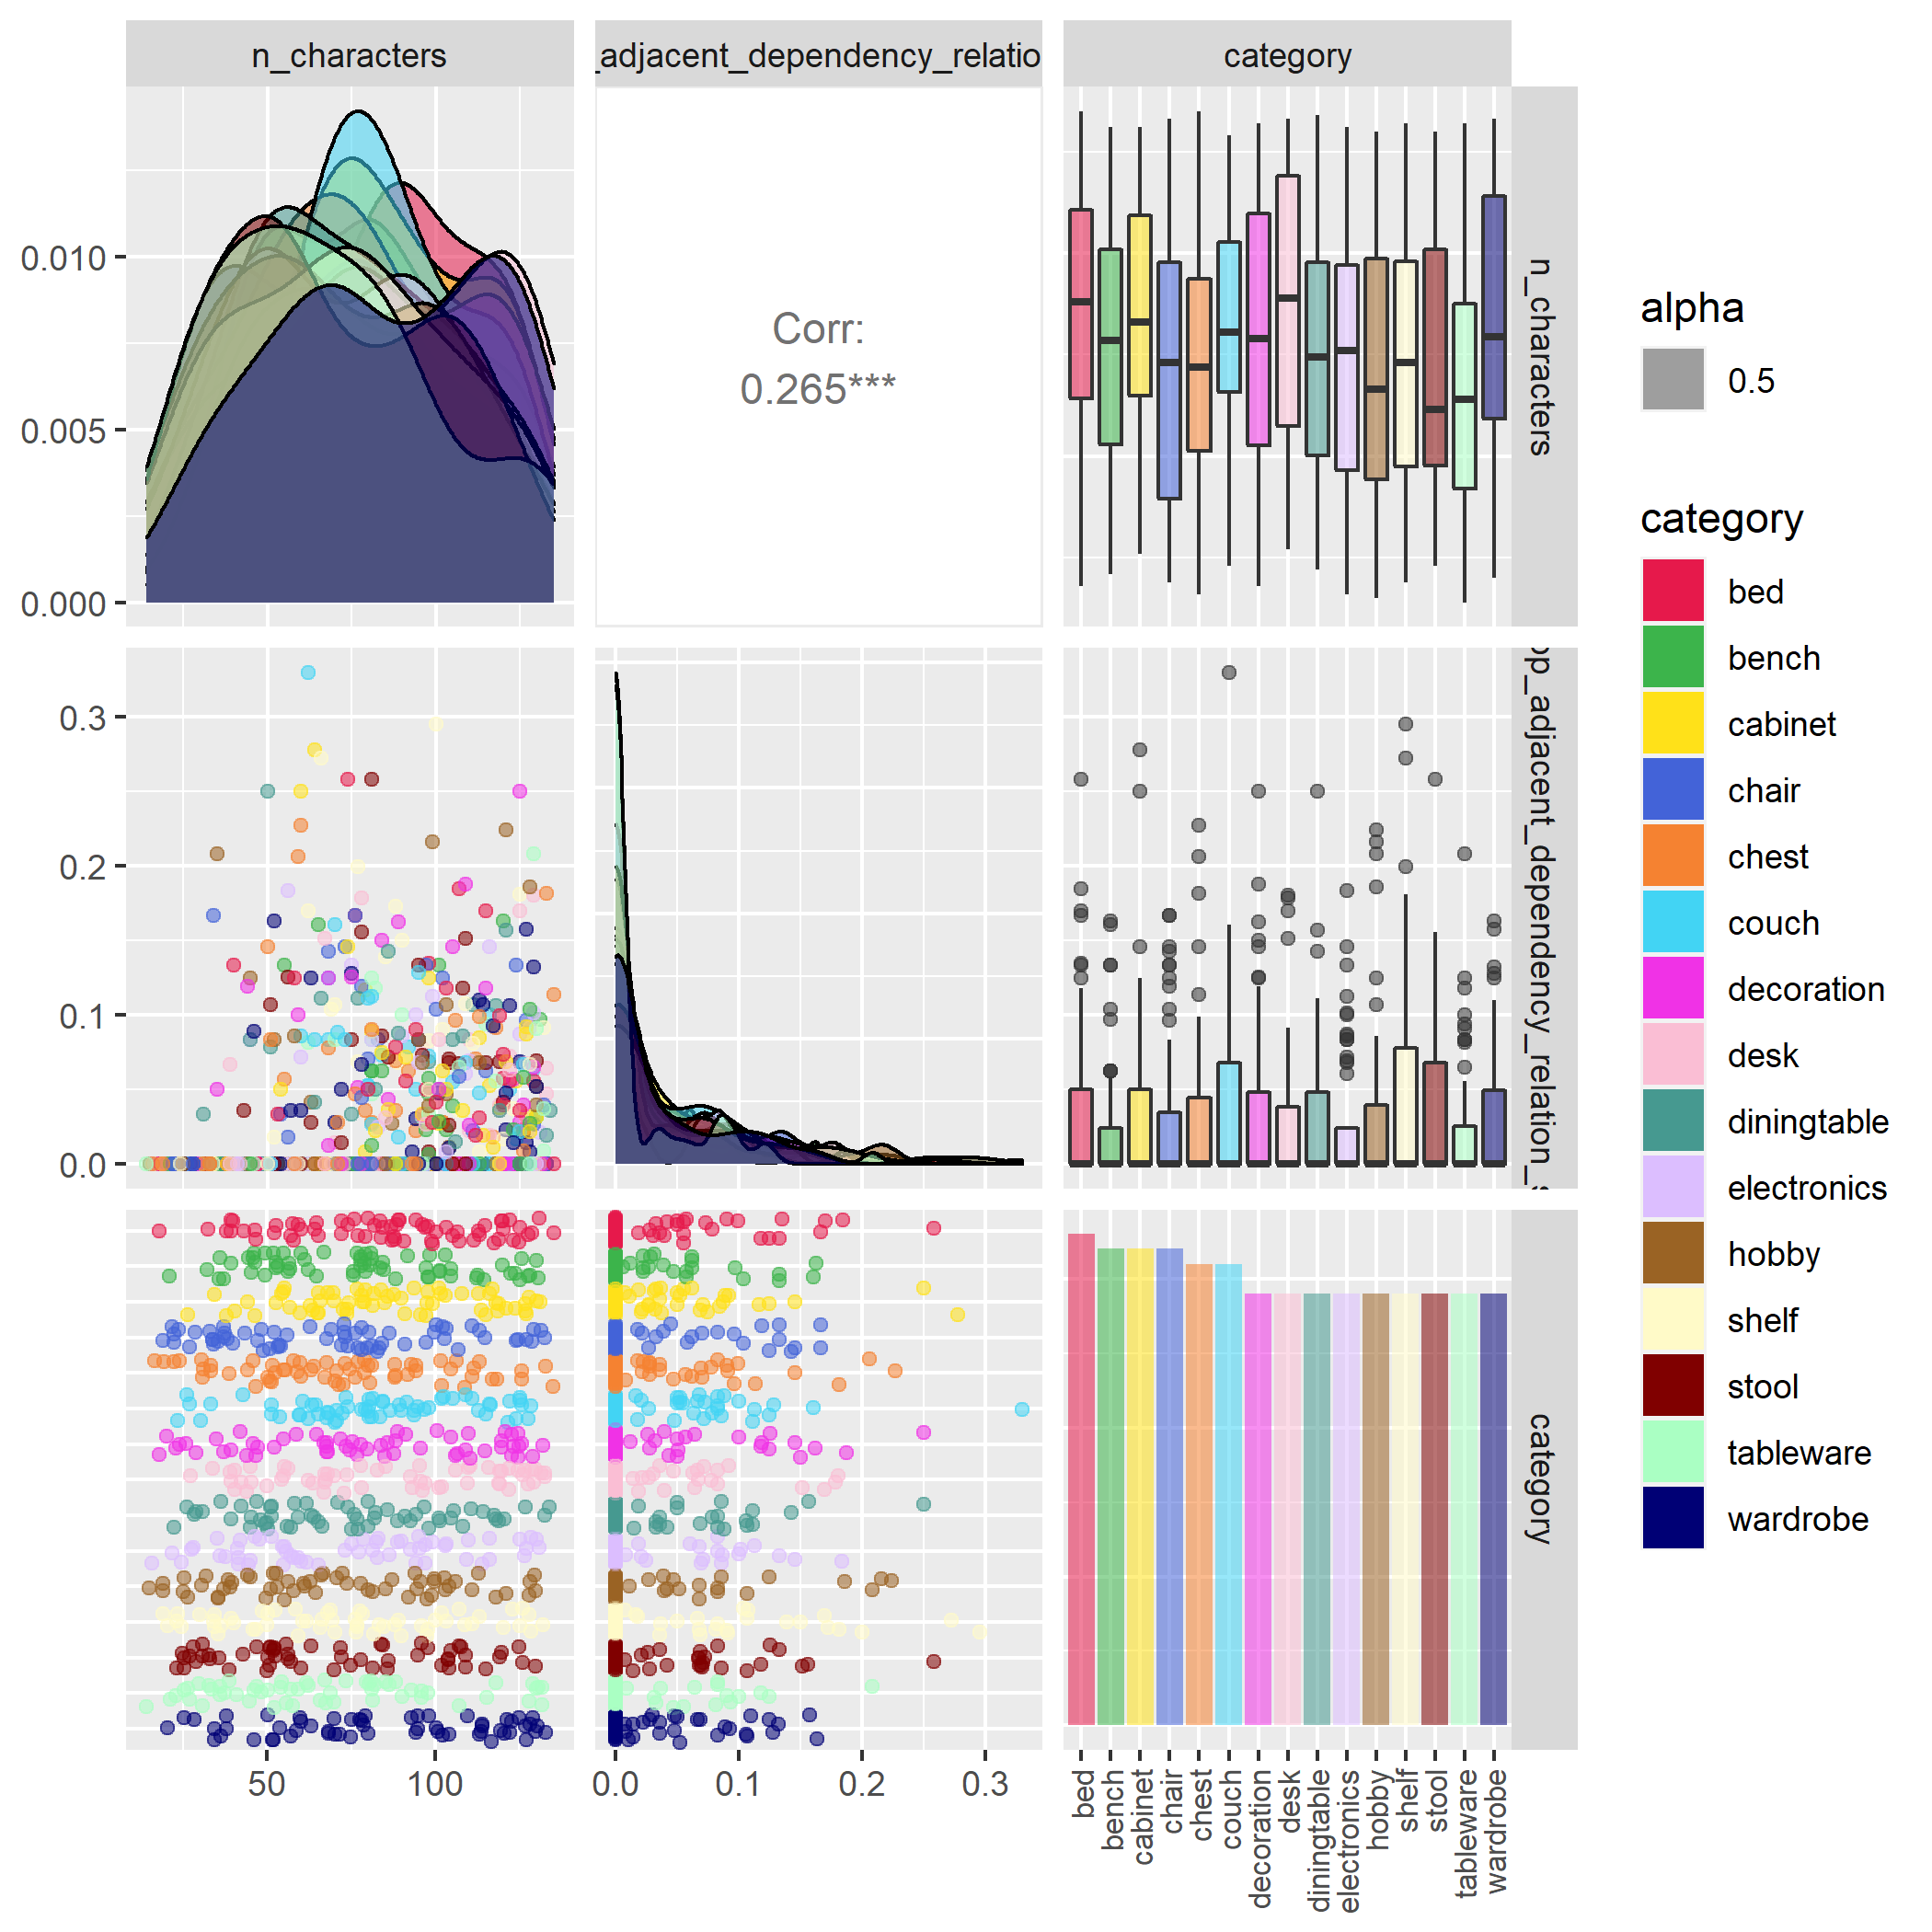 n_characters
_adjacent_dependency_relatio
category
0.010
0.005
0.000
Corr:
0.265***
n_characters
0.3
0.2
0.1
0.0
op_adjacent_dependency_relation_s
category
50
100
0.0
0.1
0.2
0.3
bed
bench
cabinet
chair
chest
couch
decoration
desk
diningtable
electronics
hobby
shelf
stool
tableware
wardrobe
alpha
0.5
category
bed
bench
cabinet
chair
chest
couch
decoration
desk
diningtable
electronics
hobby
shelf
stool
tableware
wardrobe